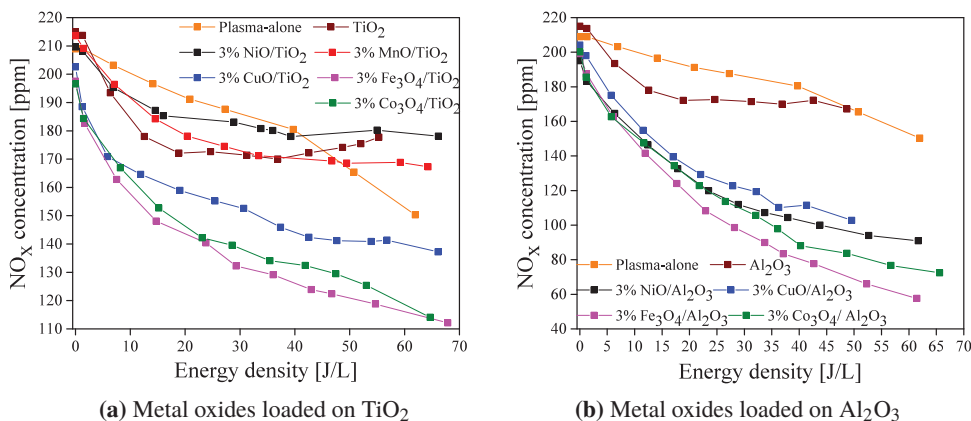 220
210
200
190
180
170
160
150
140
130
120
110
NOX concentration [ppm]
Plasma-alone
TiO2
3% NiO/TiO2
3% MnO/TiO2
3% CuO/TiO2
3% Fe3O4/TiO2
3% Co3O4/TiO2
0 10 20 30 40 50 60 70
Energy density [J/L]
(a) Metal oxides loaded on TiO2
220
200
180
160
140
120
100
80
60
40
NOX concentration [ppm]
Plasma-alone
Al2O3
3% NiO/Al2O3
3% CuO/Al2O3
3% Fe3O4/Al2O3
3% Co3O4/ Al2O3
0 5 10 15 20 25 30 35 40 45 50 55 60 65 70
Energy density [J/L]
(b) Metal oxides loaded on Al2O3